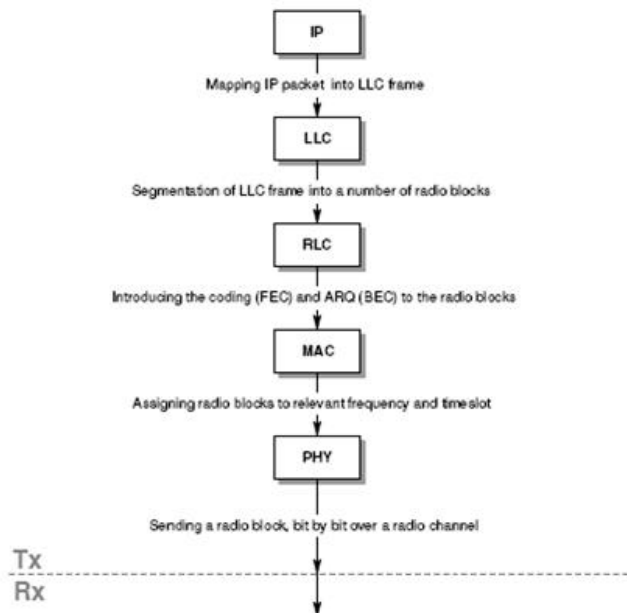 IP
Mapping IP packet into LLC frame
LLC
Segmentation of LLC frame into a number of radio blocks
RLC
Introducing the coding (FEC) and ARQ (BEC) to the radio blocks
MAC
Assigning radio blocks to relevant frequency and timeslot
PHY
Sending a radio block, bit by bit over a radio channel
Tx
Rx